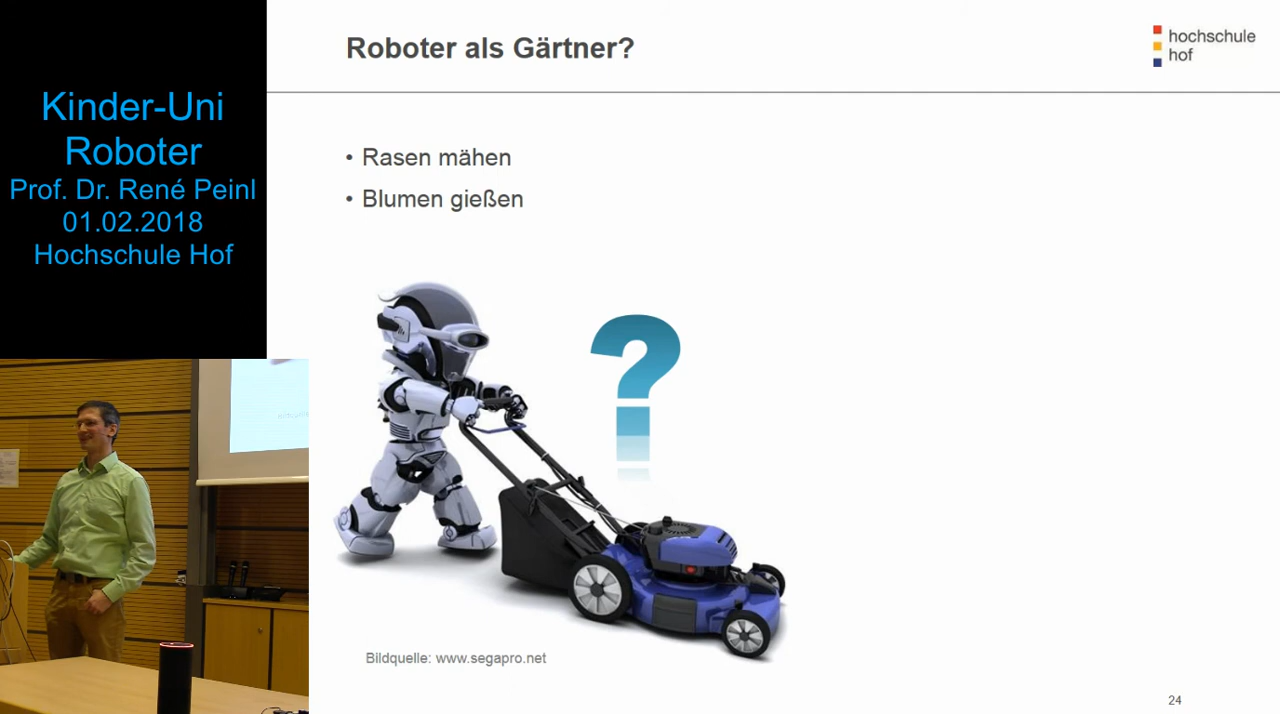 Kinder-Uni
Roboter
Prof. Dr. René Peinl
01.02.2018
Hochschule Hof
Roboter als Gärtner?
hochschule
hof
• Rasen mähen
• Blumen gießen
?
Bildquelle: www.segapro.net
24